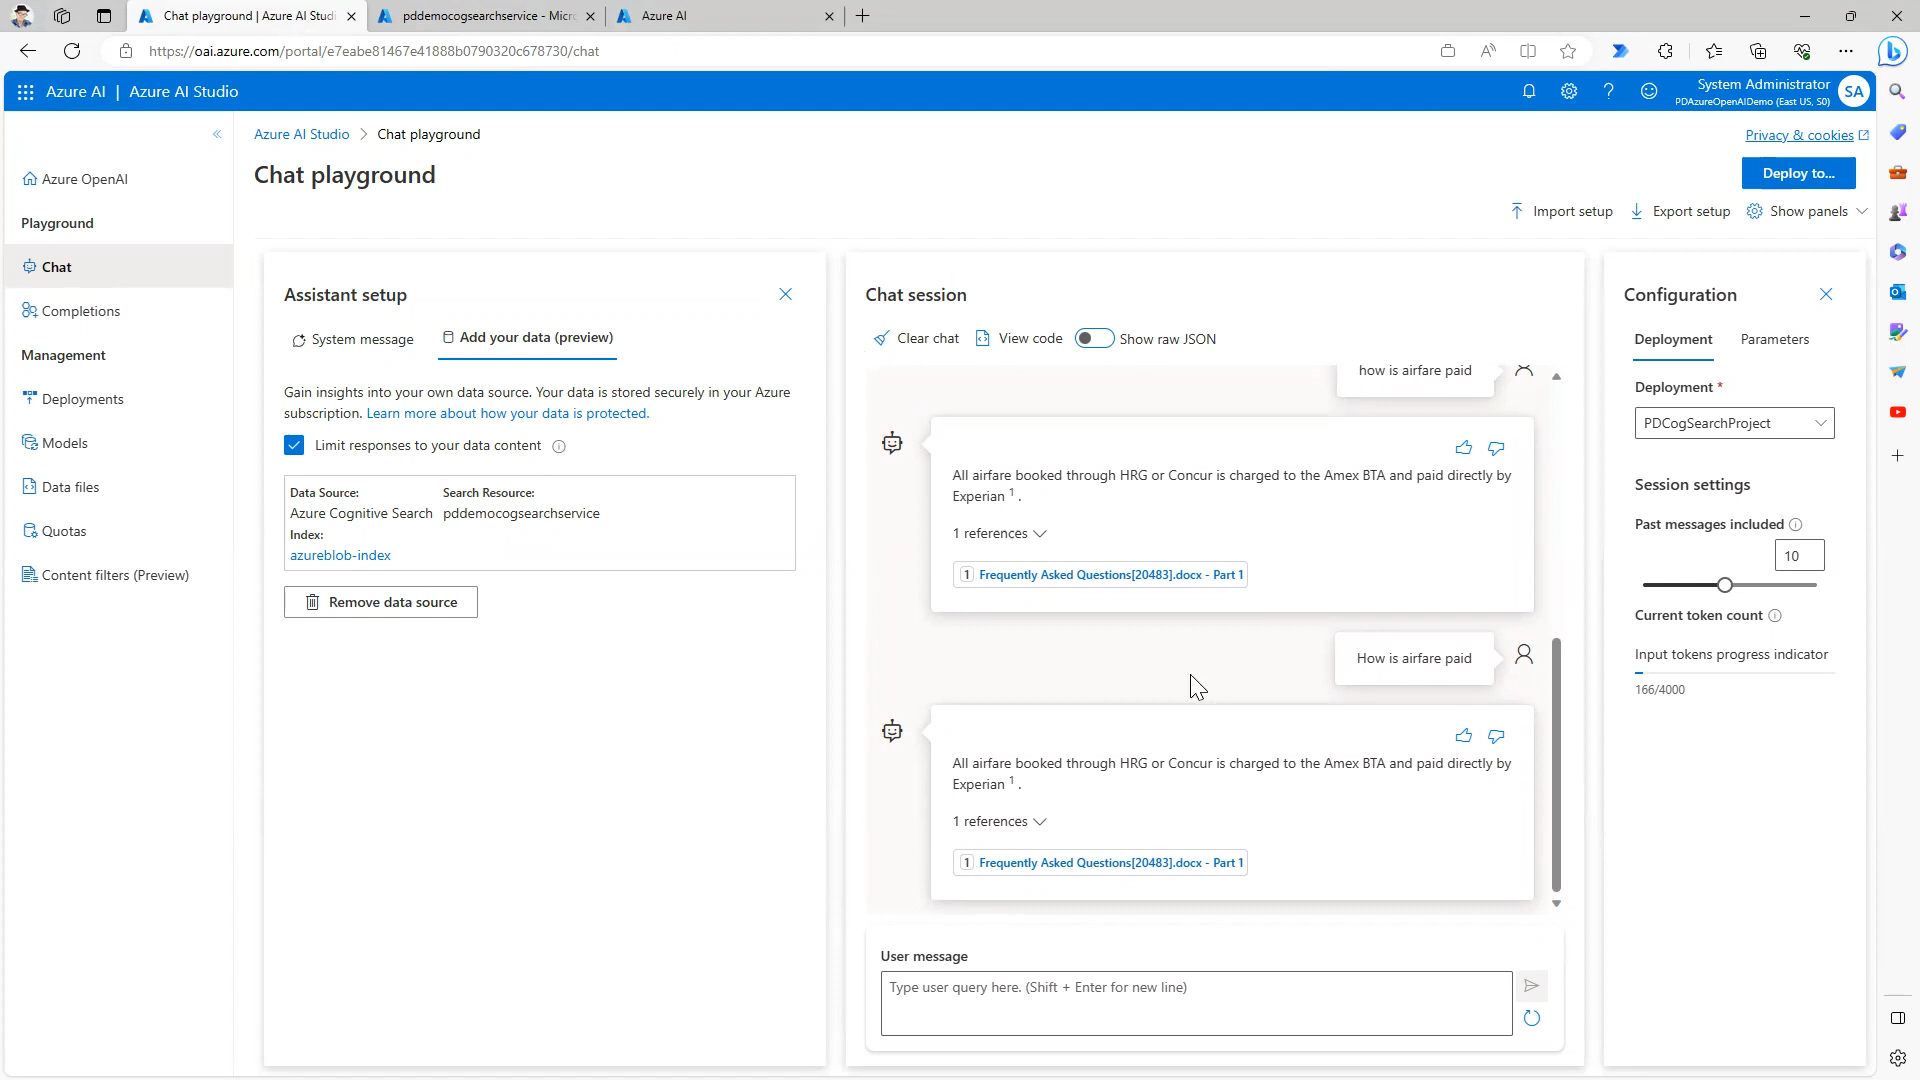 Chat playground | Azure AI Studi
pddemocogsearchservice - Micr
Azure AI
https://oai.azure.com/portal/e7eabe81467e41888b0790320c678730/chat
Azure AI | Azure AI Studio
System Administrator
PDAzureOpenAIDemo (East US, S0)
SA
Azure AI Studio > Chat playground
Privacy & cookies
Chat playground
Deploy to...
Import setup
Export setup
Show panels
Azure OpenAI
Playground
Chat
Completions
Management
Deployments
Models
Data files
Quotas
Content filters (Preview)
Assistant setup
System message
Add your data (preview)
Gain insights into your own data source. Your data is stored securely in your Azure
subscription. Learn more about how your data is protected.
Limit responses to your data content
Data Source:
Azure Cognitive Search
Search Resource:
pddemocogsearchservice
Index:
azureblob-index
Remove data source
Chat session
Clear chat
View code
Show raw JSON
how is airfare paid
All airfare booked through HRG or Concur is charged to the Amex BTA and paid directly by
Experian 1 .
1 references
1 Frequently Asked Questions[20483].docx - Part 1
How is airfare paid
All airfare booked through HRG or Concur is charged to the Amex BTA and paid directly by
Experian 1 .
1 references
1 Frequently Asked Questions[20483].docx - Part 1
User message
Type user query here. (Shift + Enter for new line)
Configuration
Deployment
Parameters
Deployment *
PDCogSearchProject
Session settings
Past messages included
10
Current token count
Input tokens progress indicator
166/4000